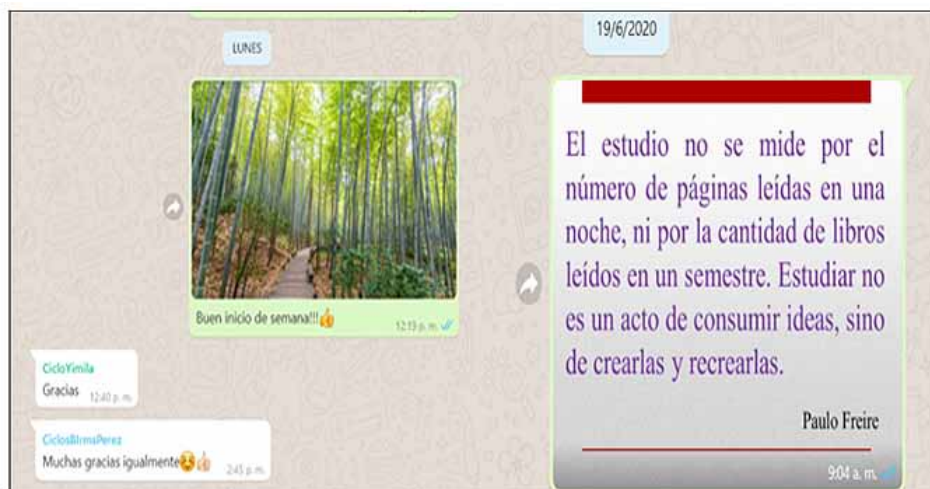 LUNES
Buen inicio de semana!!!👍
12:19 p. m.
CicloYimila
Gracias
12:40 p. m.
Muchas gracias igualmente☺️👍
2:45 p. m.
19/6/2020
El estudio no se mide por el
número de páginas leídas en una
noche, ni por la cantidad de libros
leídos en un semestre. Estudiar no
es un acto de consumir ideas, sino
de crearlas y recrearlas.
Paulo Freire
9:04 a. m.